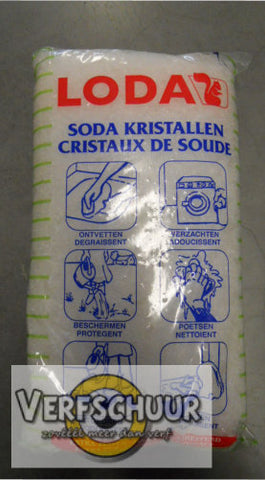 LODA
SODA KRISTALLEN
CRISTAUX DE SOUDE
ONTVETTEN
DEGRAISSENT
VERZACHTEN
ADOUCISSENT
BESCHERMEN
PROTEGENT
POETSEN
NETTOIENT
VERFSCHUUR
zoveel meer dan verf